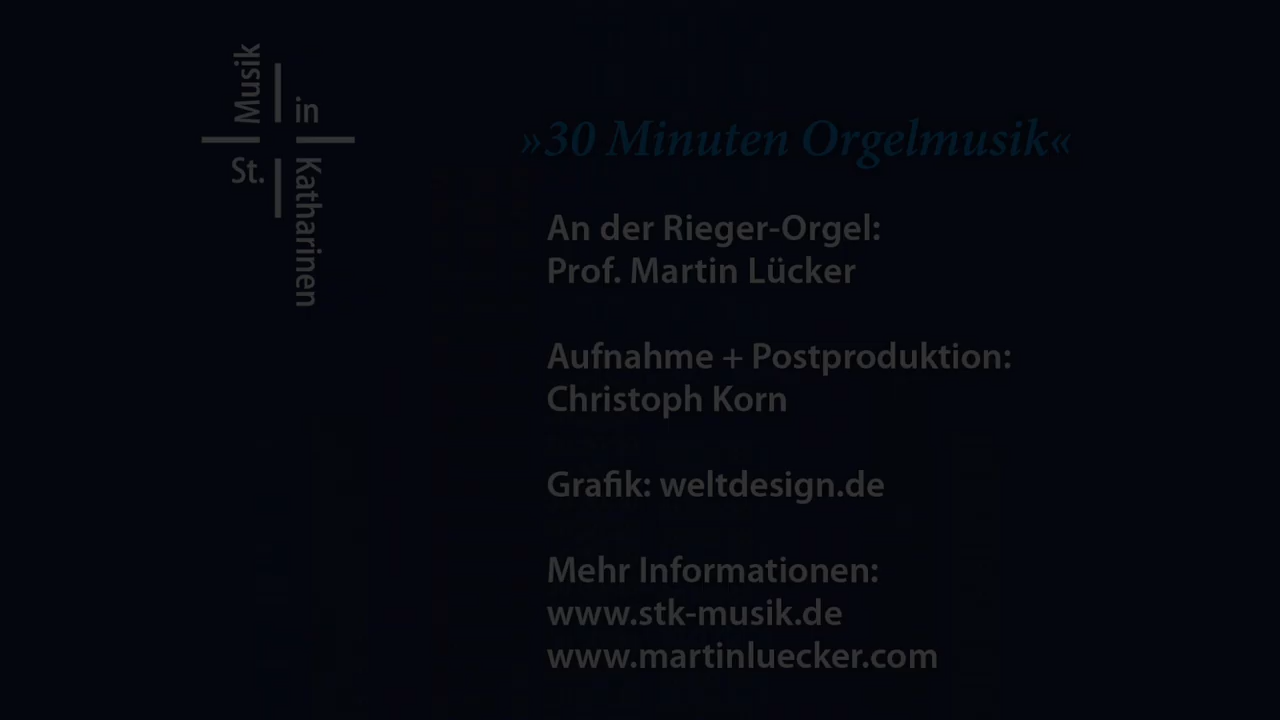 Musik
in
St.
Katharinen
»30 Minuten Orgelmusik«
An der Rieger-Orgel:
Prof. Martin Lücker
Aufnahme + Postproduktion:
Christoph Korn
Grafik: weltdesign.de
Mehr Informationen:
www.stk-musik.de
www.martinluecker.com